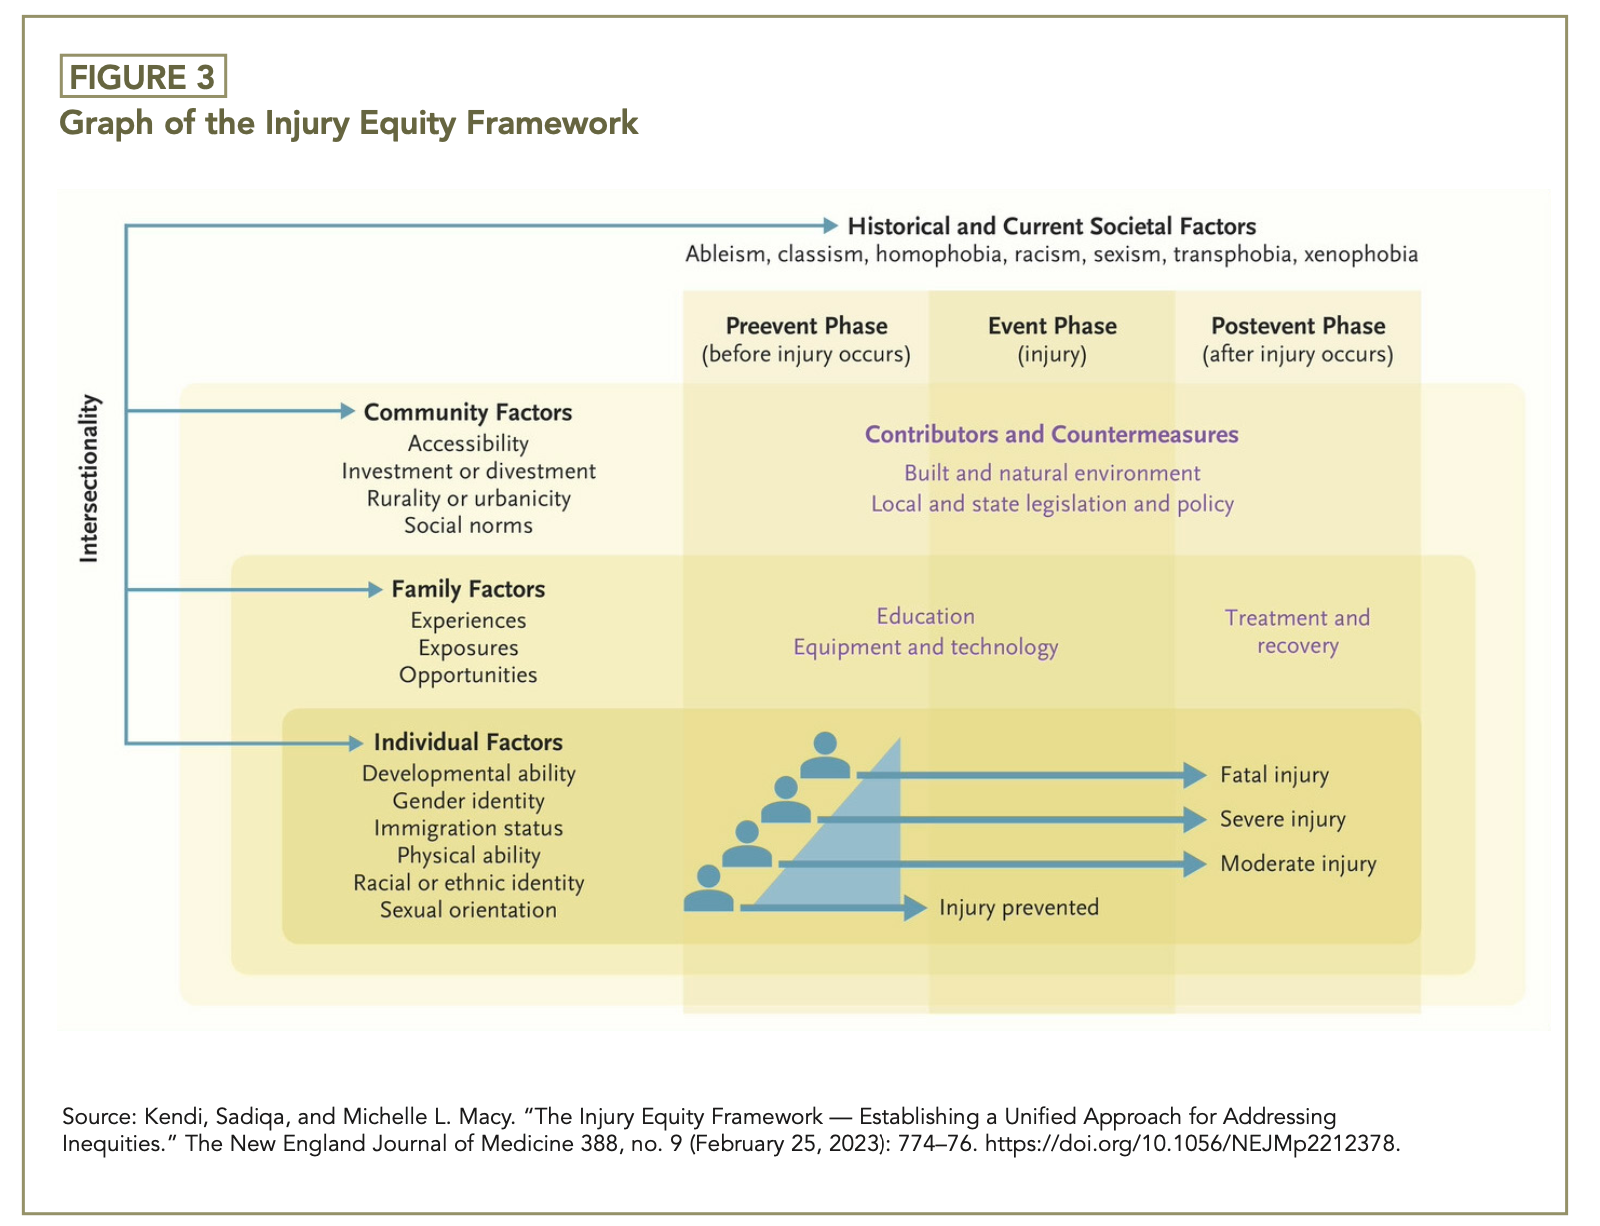 FIGURE 3
Graph of the Injury Equity Framework
Historical and Current Societal Factors
Ableism, classism, homophobia, racism, sexism, transphobia, xenophobia
Preevent Phase
(before injury occurs)
Event Phase
(injury)
Postevent Phase
(after injury occurs)
Intersectionality
Community Factors
Accessibility
Investment or divestment
Rurality or urbanicity
Social norms
Contributors and Countermeasures
Built and natural environment
Local and state legislation and policy
Family Factors
Experiences
Exposures
Opportunities
Education
Equipment and technology
Treatment and
recovery
Individual Factors
Developmental ability
Gender identity
Immigration status
Physical ability
Racial or ethnic identity
Sexual orientation
Fatal injury
Severe injury
Moderate injury
Injury prevented
Source: Kendi, Sadiqa, and Michelle L. Macy. “The Injury Equity Framework — Establishing a Unified Approach for Addressing
Inequities.” The New England Journal of Medicine 388, no. 9 (February 25, 2023): 774–76. https://doi.org/10.1056/NEJMp2212378.